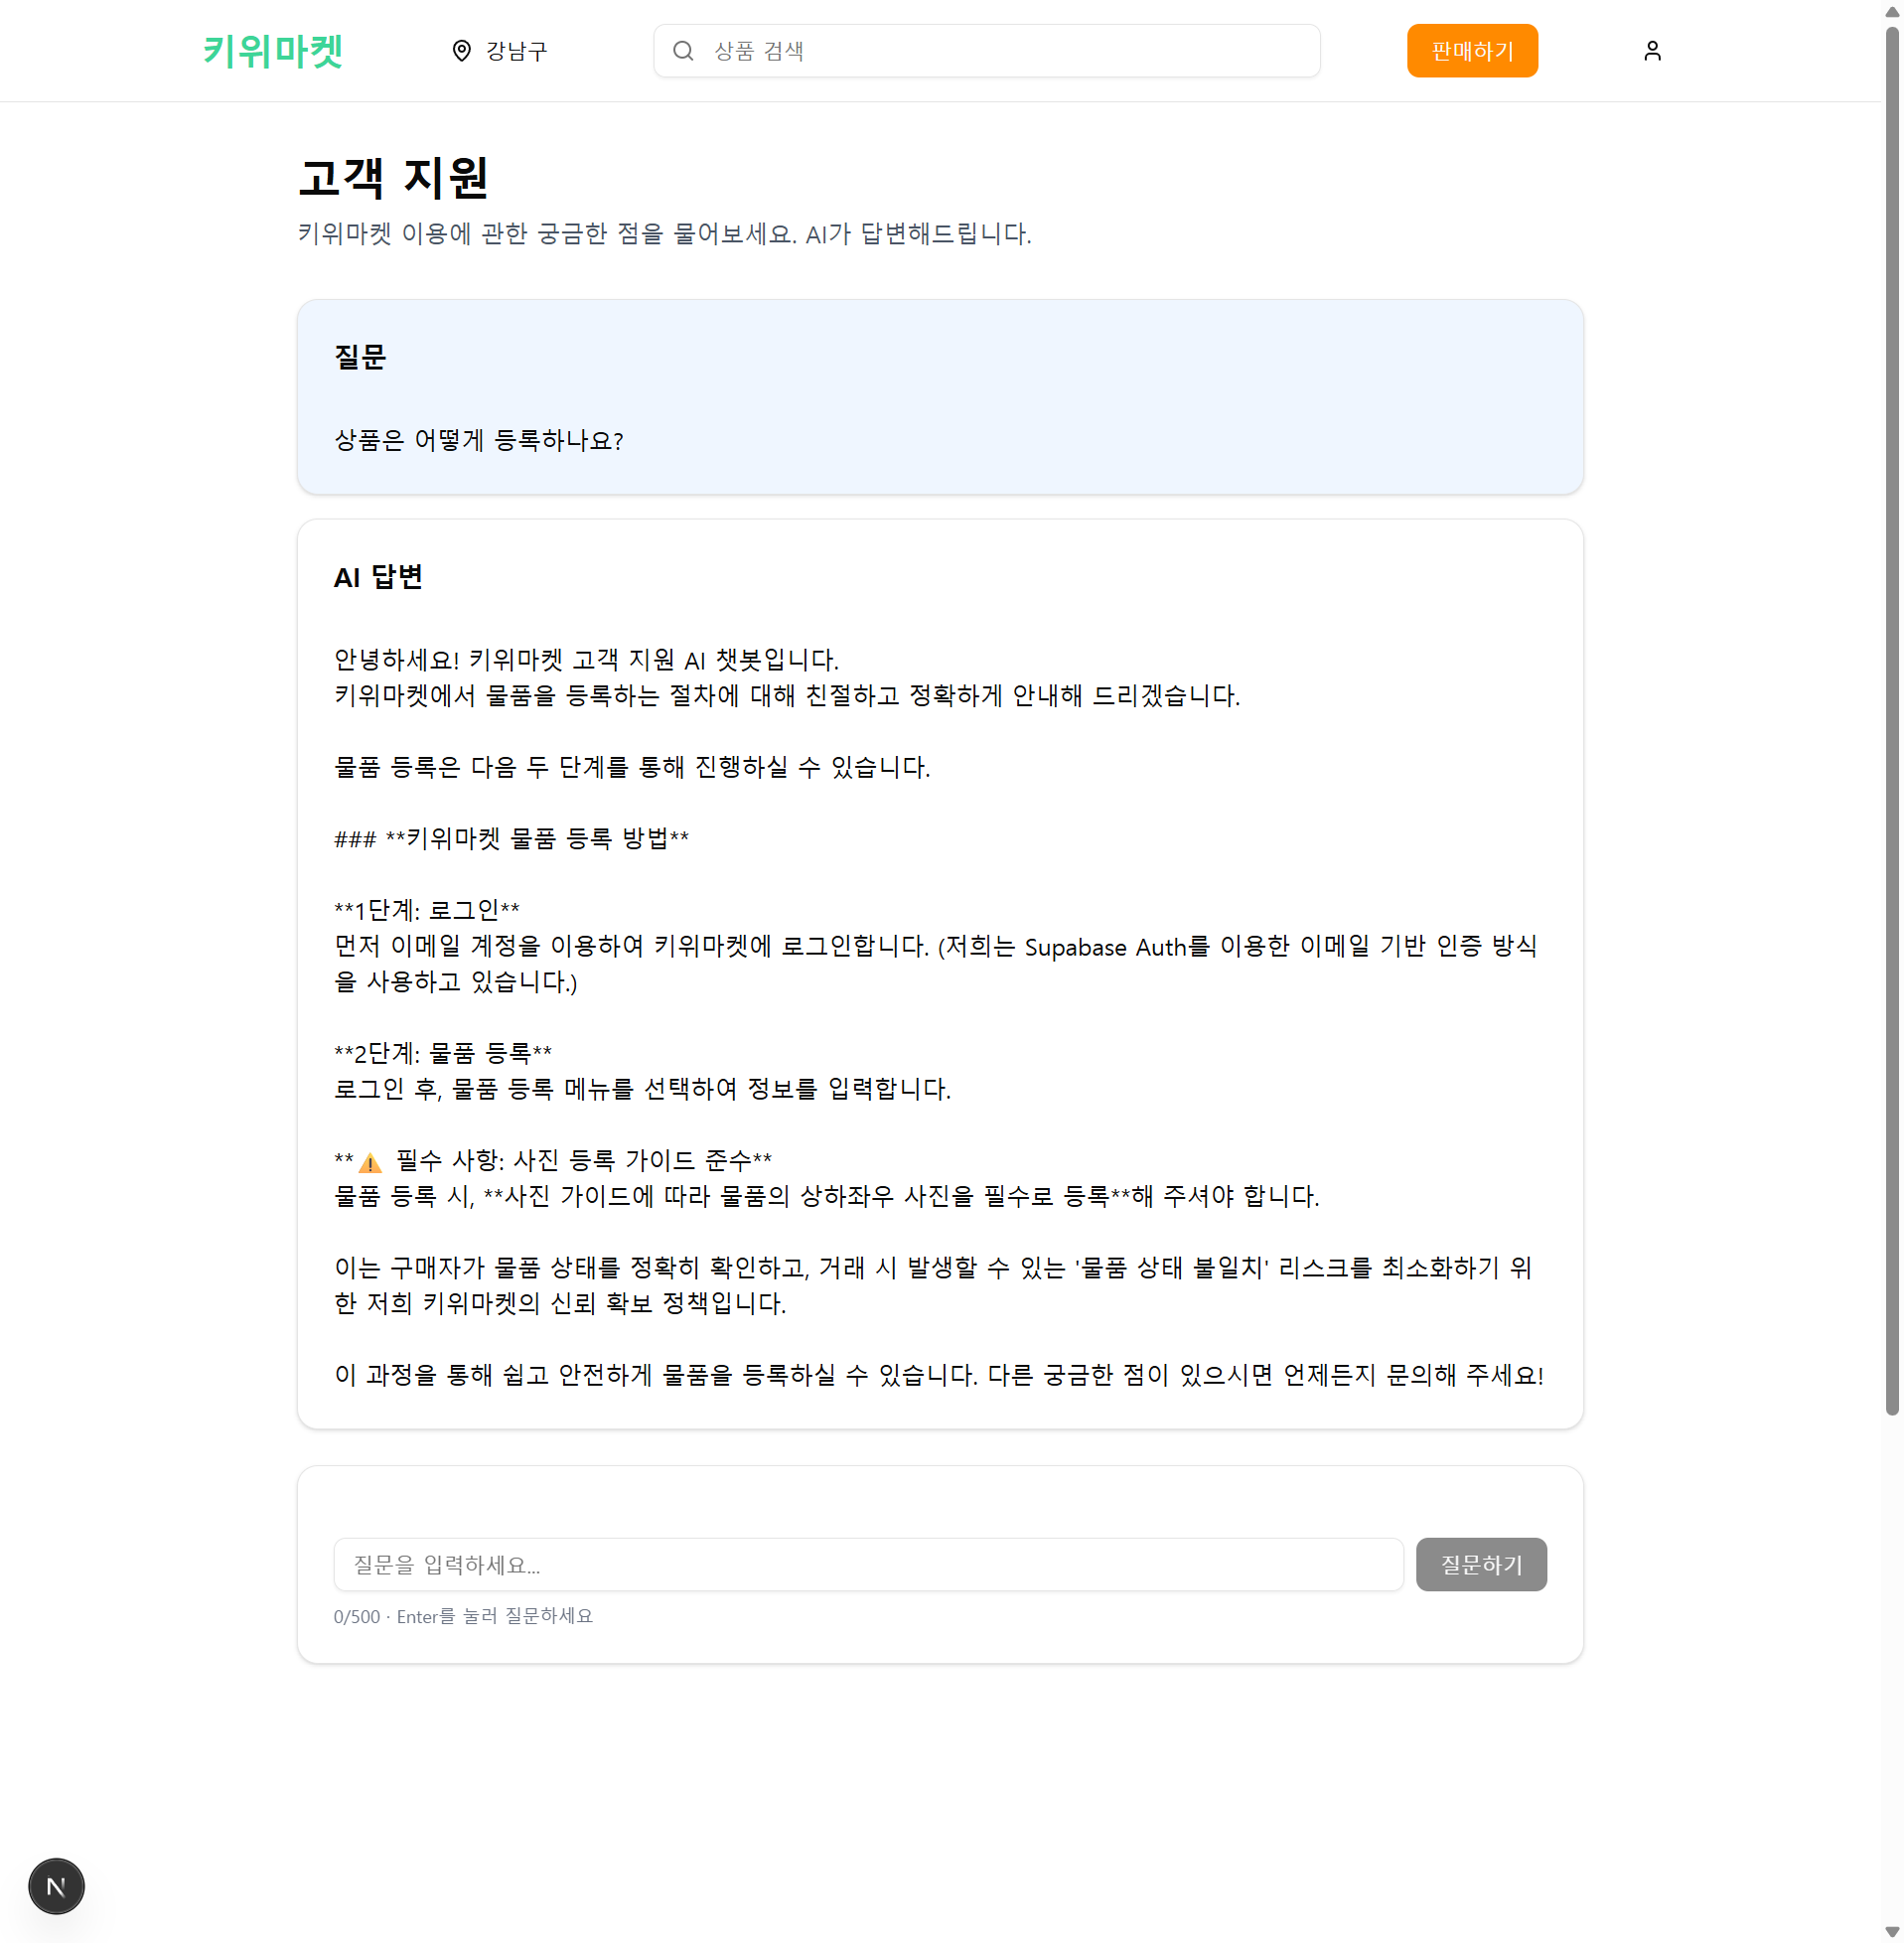 키위마켓
강남구
상품 검색
판매하기
고객 지원
키위마켓 이용에 관한 궁금한 점을 물어보세요. AI가 답변해드립니다.
질문
상품은 어떻게 등록하나요?
AI 답변
안녕하세요! 키위마켓 고객 지원 AI 챗봇입니다.
키위마켓에서 물품을 등록하는 절차에 대해 친절하고 정확하게 안내해 드리겠습니다.
물품 등록은 다음 두 단계를 통해 진행하실 수 있습니다.
### **키위마켓 물품 등록 방법**
**1단계: 로그인**
먼저 이메일 계정을 이용하여 키위마켓에 로그인합니다. (저희는 Supabase Auth를 이용한 이메일 기반 인증 방식
을 사용하고 있습니다.)
**2단계: 물품 등록**
로그인 후, 물품 등록 메뉴를 선택하여 정보를 입력합니다.
**⚠️ 필수 사항: 사진 등록 가이드 준수**
물품 등록 시, **사진 가이드에 따라 물품의 상하좌우 사진을 필수로 등록**해 주셔야 합니다.
이는 구매자가 물품 상태를 정확히 확인하고, 거래 시 발생할 수 있는 '물품 상태 불일치' 리스크를 최소화하기 위
한 저희 키위마켓의 신뢰 확보 정책입니다.
이 과정을 통해 쉽고 안전하게 물품을 등록하실 수 있습니다. 다른 궁금한 점이 있으시면 언제든지 문의해 주세요!
질문을 입력하세요...
질문하기
0/500 · Enter를 눌러 질문하세요
N